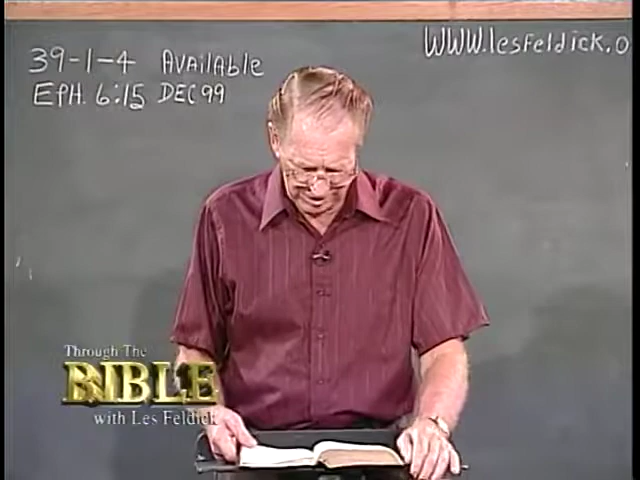 39-1-4 Available
EPH. 6:15 DEC 99
WWW.lesfeldick.o
Through The
BIBLE
with Les Feldick